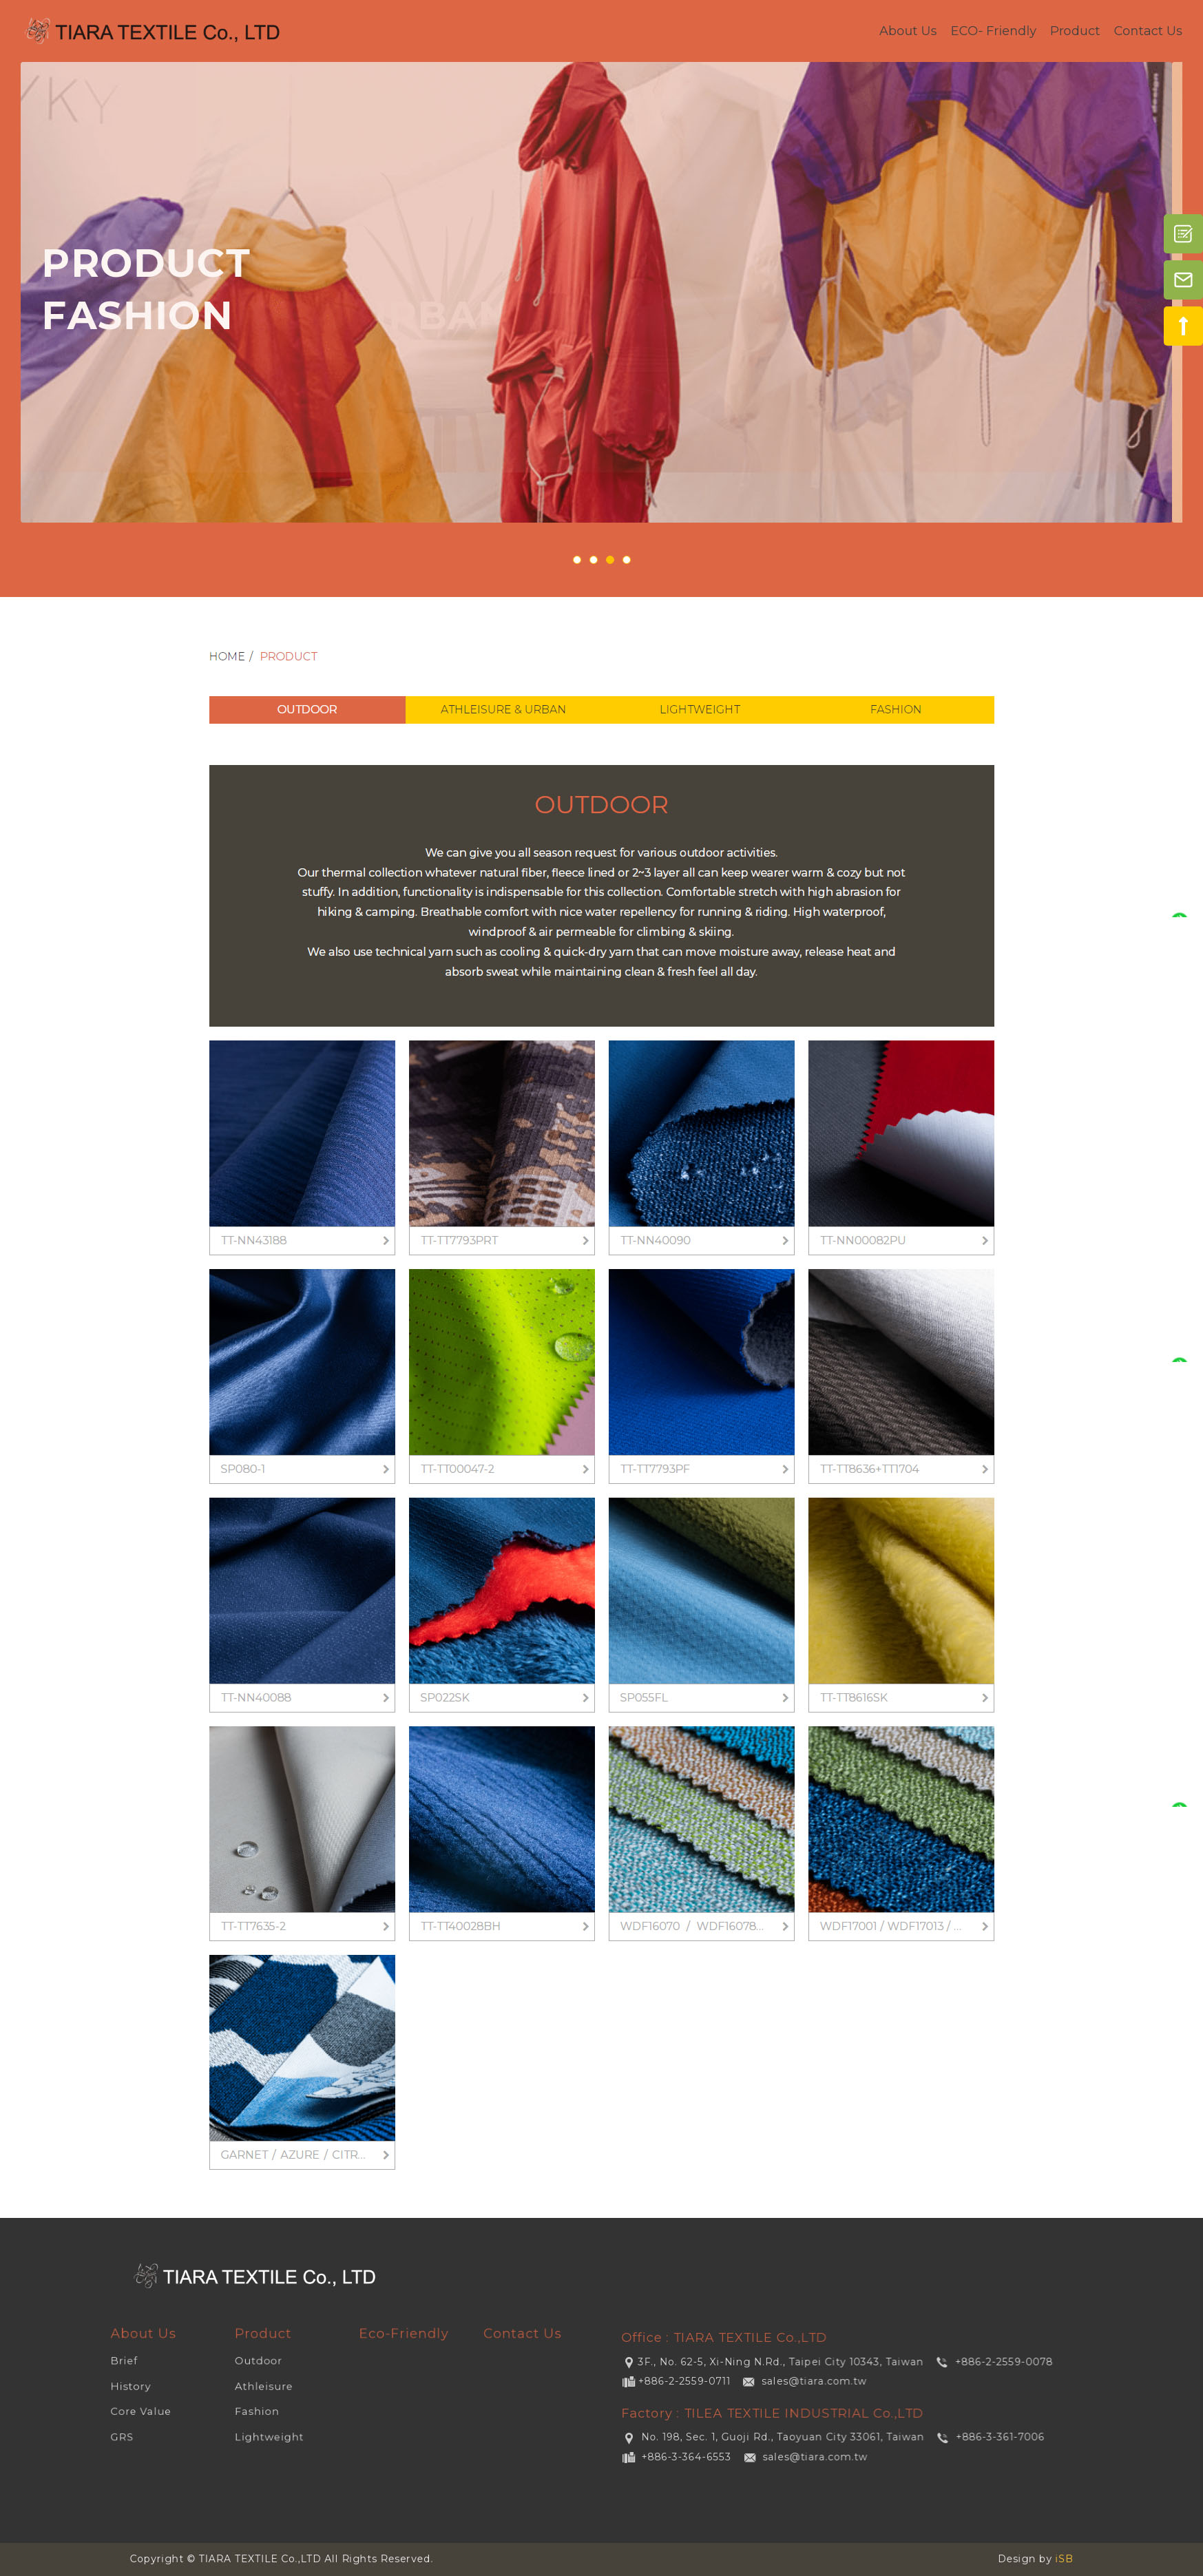 TIARA TEXTILE Co., LTD
About Us ECO- Friendly Product Contact Us
PRODUCT
FASHION
HOME / PRODUCT
OUTDOOR ATHLEISURE & URBAN LIGHTWEIGHT FASHION
OUTDOOR
We can give you all season request for various outdoor activities.
Our thermal collection whatever natural fiber, fleece lined or 2~3 layer all can keep wearer warm & cozy but not
stuffy. In addition, functionality is indispensable for this collection. Comfortable stretch with high abrasion for
hiking & camping. Breathable comfort with nice water repellency for running & riding. High waterproof,
windproof & air permeable for climbing & skiing.
We also use technical yarn such as cooling & quick-dry yarn that can move moisture away, release heat and
absorb sweat while maintaining clean & fresh feel all day.
TT-NN43188 TT-TT7793PRT TT-NN40090 TT-NN00082PU
SP080-1 TT-TT00047-2 TT-TT7793PF TT-TT8636+TT1704
TT-NN40088 SP022SK SP055FL TT-TT8616SK
TT-TT7635-2 TT-TT40028BH WDF16070 / WDF16078... WDF17001 / WDF17013 / ...
GARNET / AZURE / CITR...
TIARA TEXTILE Co., LTD
About Us Product Eco-Friendly Contact Us
Brief Outdoor
History Athleisure
Core Value Fashion
GRS Lightweight
Office : TIARA TEXTILE Co.,LTD
3F., No. 62-5, Xi-Ning N.Rd., Taipei City 10343, Taiwan +886-2-2559-0078
+886-2-2559-0711 sales@tiara.com.tw
Factory : TILEA TEXTILE INDUSTRIAL Co.,LTD
No. 198, Sec. 1, Guoji Rd., Taoyuan City 33061, Taiwan +886-3-361-7006
+886-3-364-6553 sales@tiara.com.tw
Copyright © TIARA TEXTILE Co.,LTD All Rights Reserved.
Design by iSB